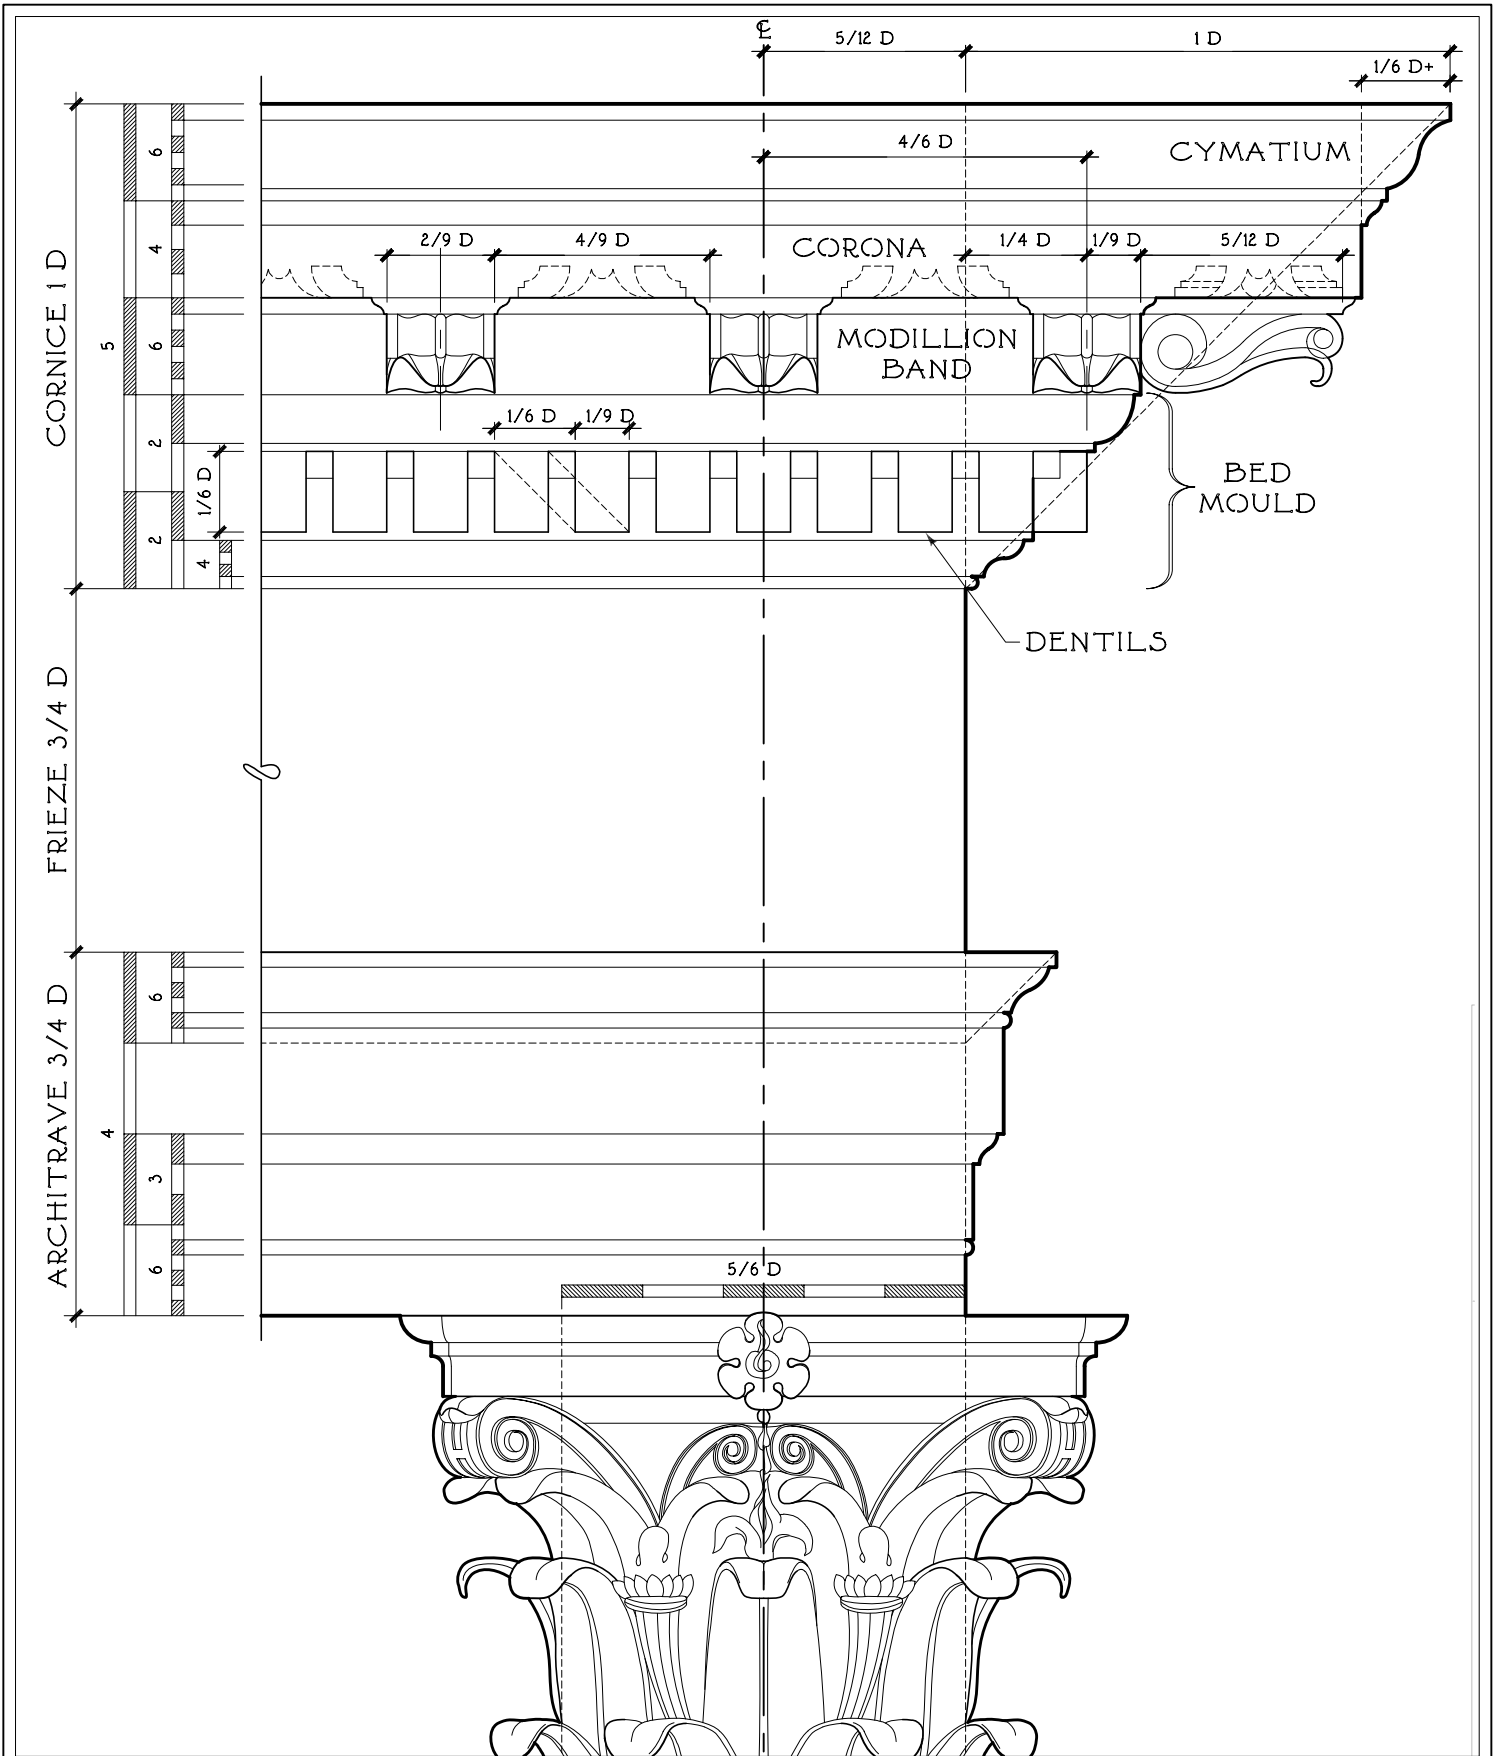 ℄
5/12 D
1 D
1/6 D+
4/6 D
CYMATIUM
6
2/9 D
4/9 D
CORONA
1/4 D
1/9 D
5/12 D
4
CORNICE 1 D
5
6
MODILLION
BAND
1/6 D
1/9 D
2
1/6 D
BED
MOULD
2
4
DENTILS
FRIEZE 3/4 D
ARCHITRAVE 3/4 D
6
4
3
6
5/6 D